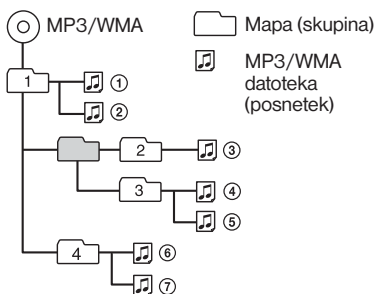 MP3/WMA
Mapa (skupina)
MP3/WMA
datoteka
(posnetek)
1
①
②
2
③
3
④
⑤
4
⑥
⑦